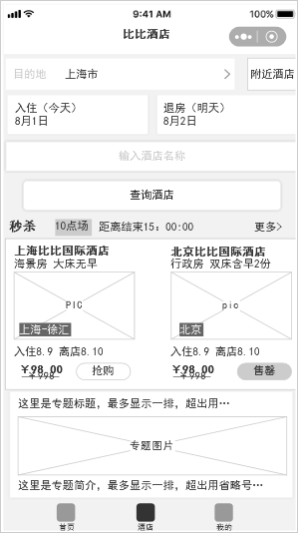 9:41 AM
100%
比比酒店
目的地 上海市
附近酒店
入住（今天）
8月1日
退房（明天）
8月2日
输入酒店名称
查询酒店
秒杀 10点场 距离结束15：00:00 更多>
上海比比国际酒店
海景房 大床无早
PIC
上海-徐汇
入住8.9 离店8.10
¥98.00
¥998
抢购
北京比比国际酒店
行政房 双床含早2份
pic
北京
入住8.9 离店8.10
¥98.00
¥998
售罄
这里是专题标题，最多显示一排，超出用…
专题图片
这里是专题简介，最多显示一排，超出用省略号…
首页 酒店 我的